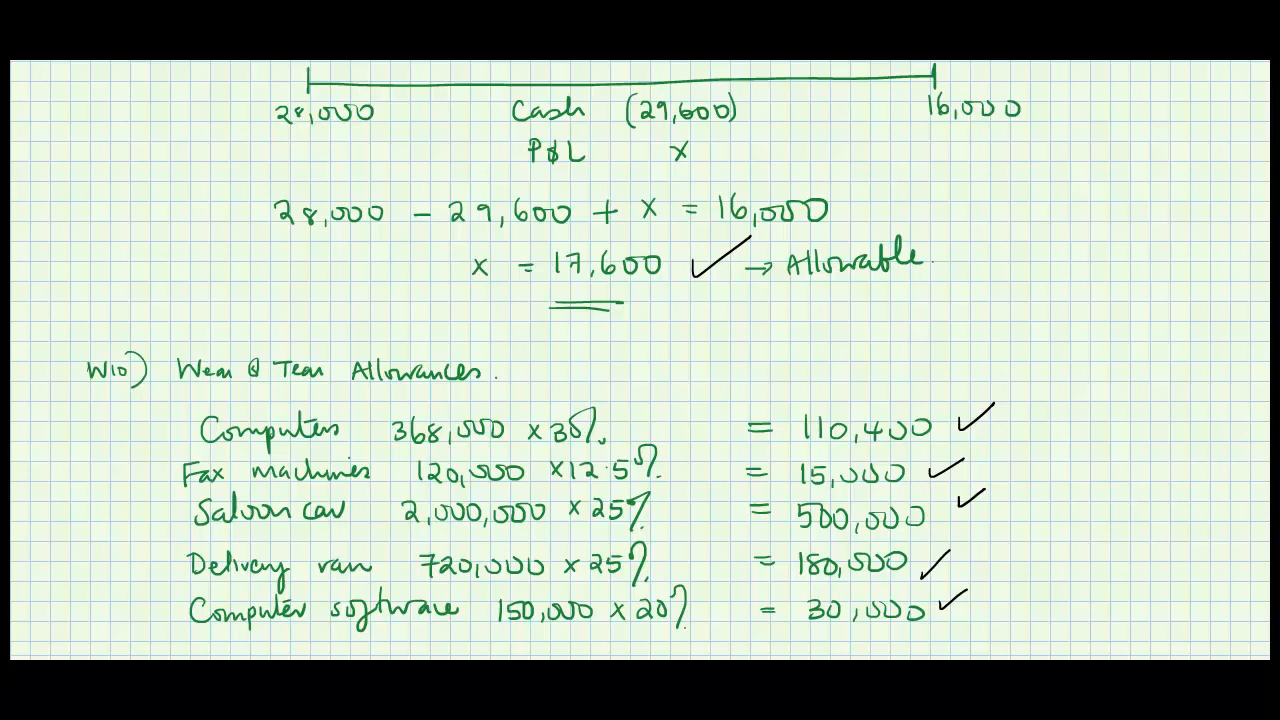 28,000 Cash (29,600) 16,000
P&L x
28,000 - 29,600 + x = 16,000
x = 17,600 ✓ → Allowable.
W10) Wear & Tear Allowances.
Computers 368,000 x 30% = 110,400 ✓
Fax machines 120,000 x 12.5% = 15,000 ✓
Saloon car 2,000,000 x 25% = 500,000 ✓
Delivery van 720,000 x 25% = 180,000 ✓
Computer software 150,000 x 20% = 30,000 ✓